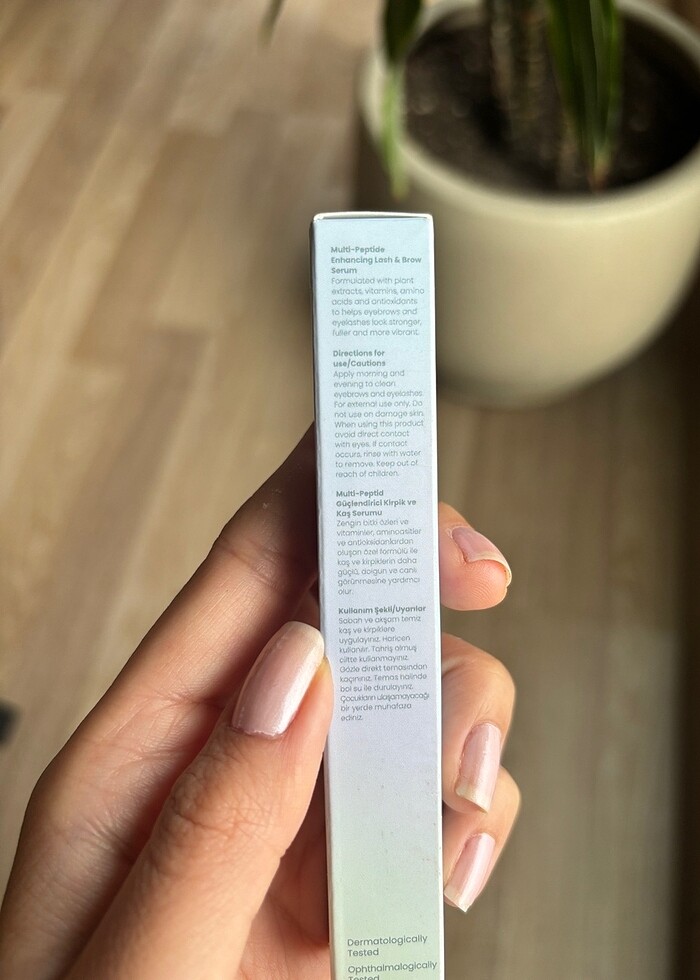 Multi-Peptide
Enhancing Lash & Brow
Serum
Formulated with plant
extracts, vitamins, amino
acids and antioxidants
to helps eyebrows and
eyelashes look stronger,
fuller and more vibrant.
Directions for
use/Cautions
Apply morning and
evening to clean
eyebrows and eyelashes.
For external use only. Do
not use on damage skin.
When using this product
avoid direct contact
with eyes. If contact
occurs, rinse with water
to remove. Keep out of
reach of children.
Multi-Peptid
Güçlendirici Kirpik ve
Kaş Serumu
Zengin bitki özleri ve
vitaminler, aminoasitler
ve antioksidanlardan
oluşan özel formülü ile
kaş ve kirpiklerin daha
güçlü, dolgun ve canlı
görünmesine yardımcı
olur.
Kullanım Şekli/Uyarılar
Sabah ve akşam temiz
kaş ve kirpiklere
uygulayınız. Haricen
kullanılır. Tahriş olmuş
ciltte kullanmayınız.
Gözle direkt temasından
kaçınınız. Temas halinde
bol su ile durulayınız.
Çocukların ulaşamayacağı
bir yerde muhafaza
ediniz.
Dermatologically
Tested
Ophthalmologically
Tested